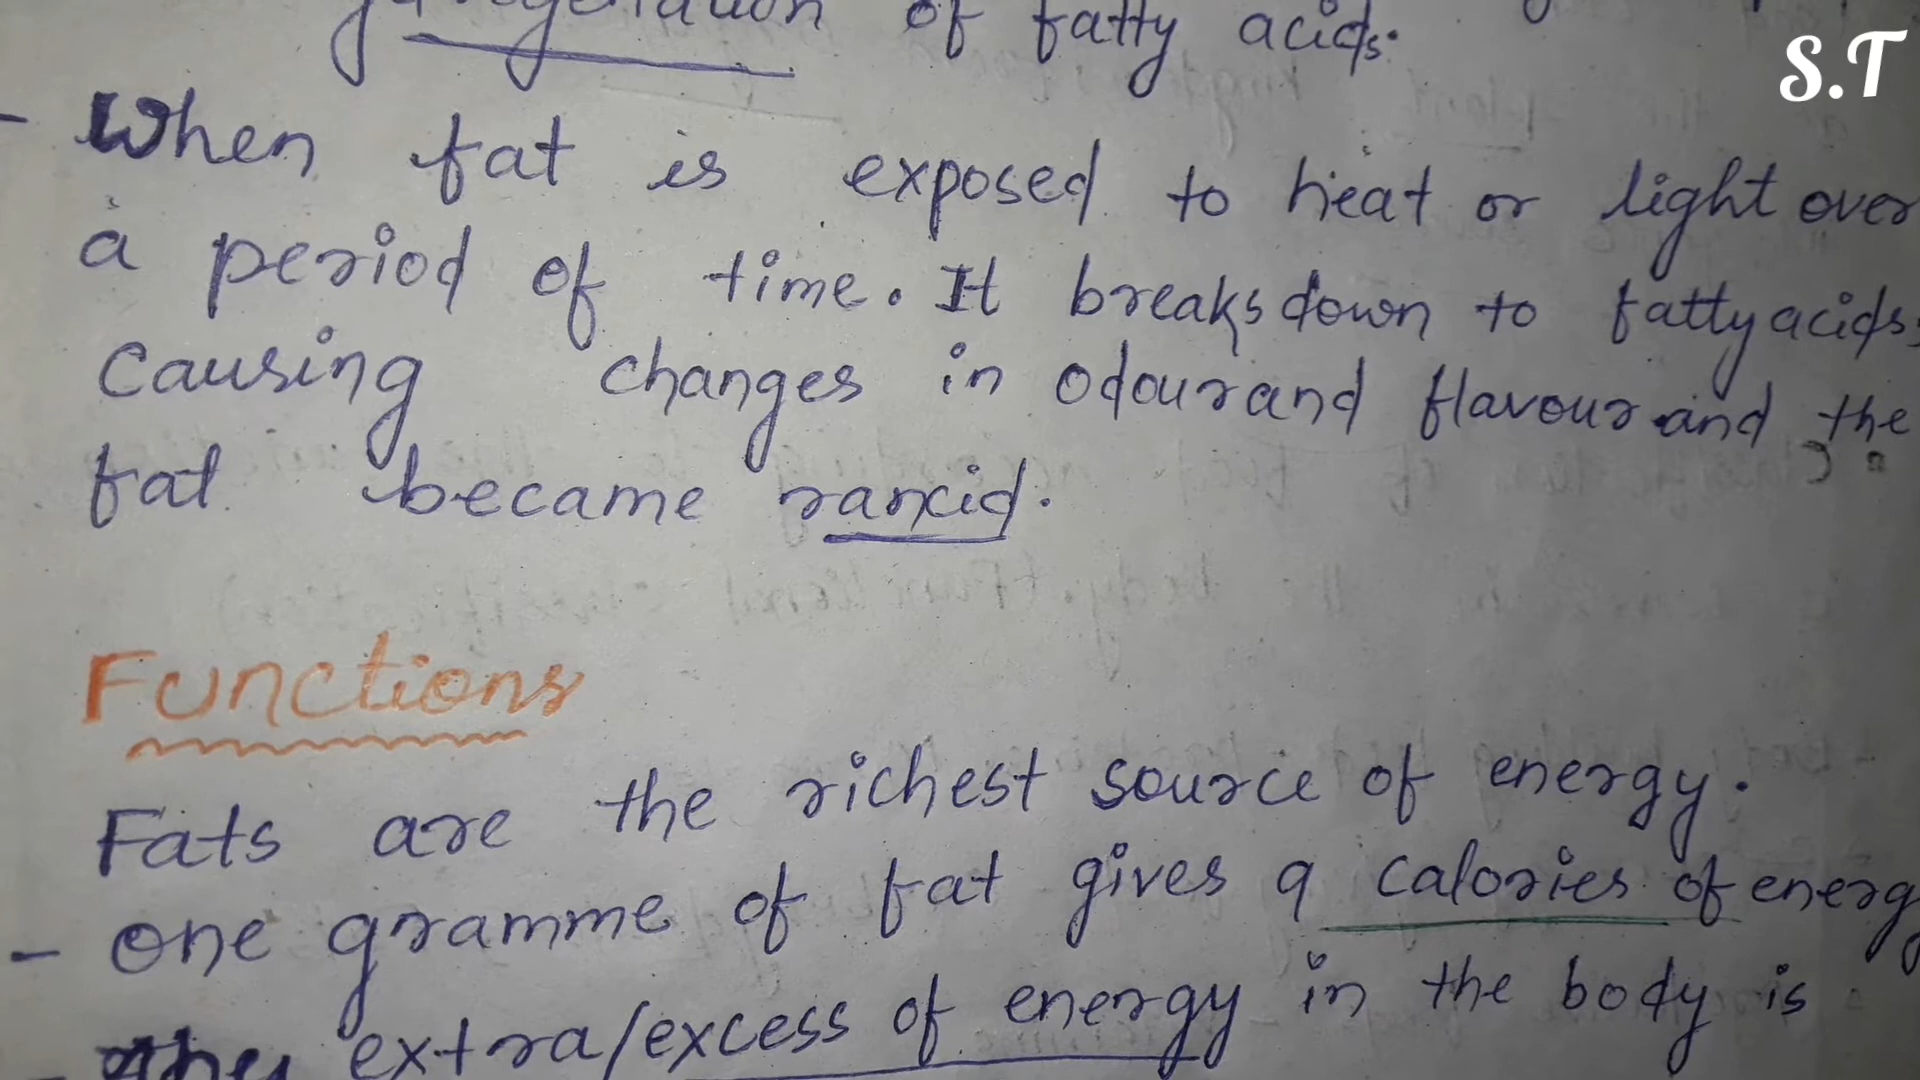 of fatty acids.
S.T
- When fat is exposed to heat or light over
a period of time. It breaks down to fatty acids,
causing changes in odour and flavour and the
fat became rancid.
Functions
Fats are the richest source of energy.
- one gramme of fat gives 9 calories of energy
- extra/excess of energy in the body is